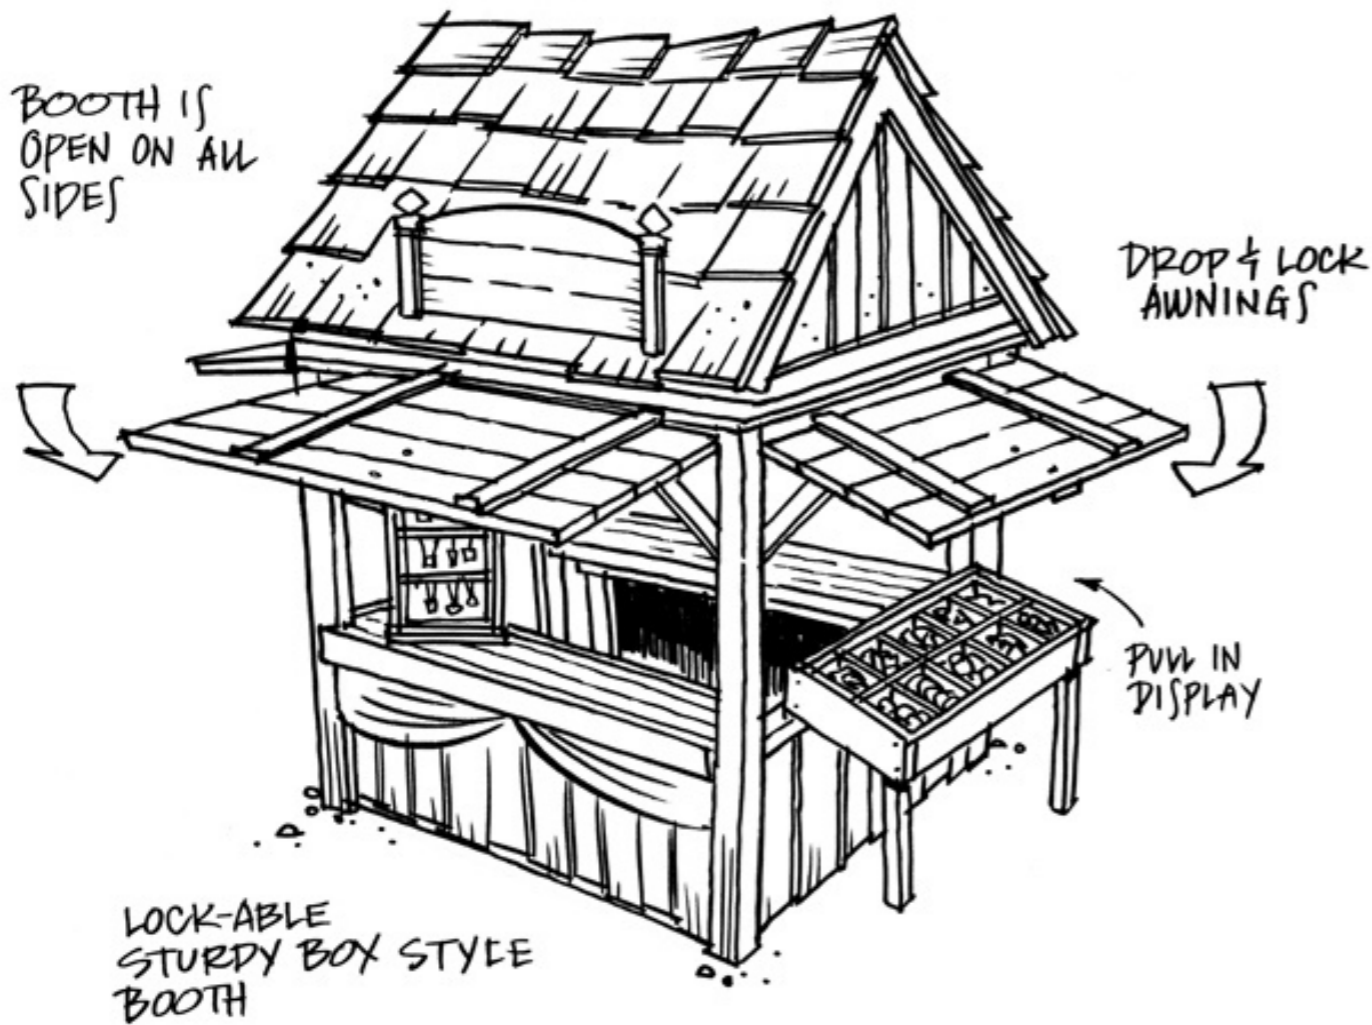 BOOTH IS
OPEN ON ALL
SIDES
DROP & LOCK
AWNINGS
PULL IN
DISPLAY
LOCK-ABLE
STURDY BOX STYLE
BOOTH